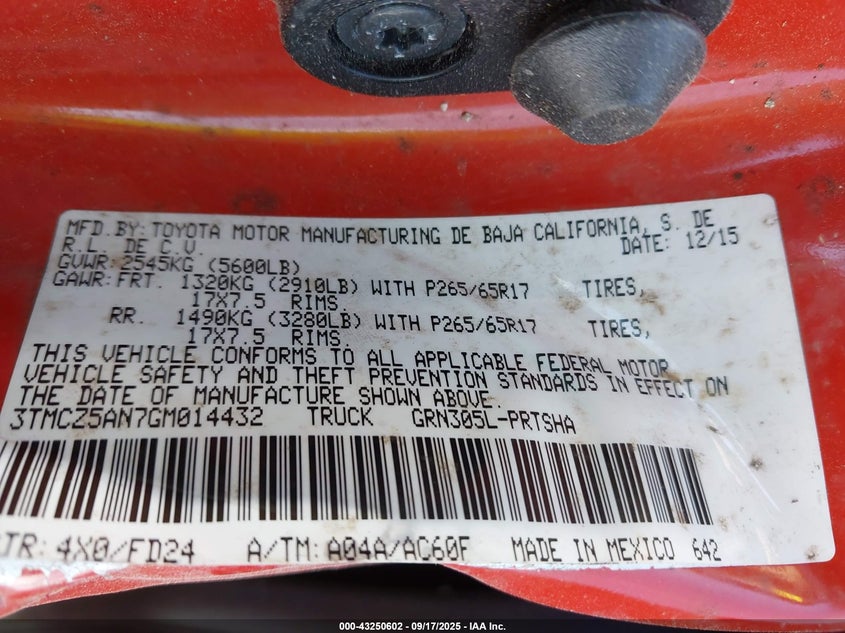 MFD.BY:TOYOTA MOTOR MANUFACTURING DE BAJA CALIFORNIA, S. DE
R.L. DE C.V. DATE: 12/15
GVWR:2545KG (5600LB)
GAWR:FRT. 1320KG (2910LB) WITH P265/65R17 TIRES,
17X7.5 RIMS.
RR. 1490KG (3280LB) WITH P265/65R17 TIRES,
17X7.5 RIMS.
THIS VEHICLE CONFORMS TO ALL APPLICABLE FEDERAL MOTOR
VEHICLE SAFETY AND THEFT PREVENTION STANDARDS IN EFFECT ON
THE DATE OF MANUFACTURE SHOWN ABOVE.
3TMCZ5AN7GM014432 TRUCK GRN305L-PRTSHA
TR: 4X0/FD24 A/TM: A04A/AC60F MADE IN MEXICO 642
000-43250602 - 09/17/2025 - IAA Inc.